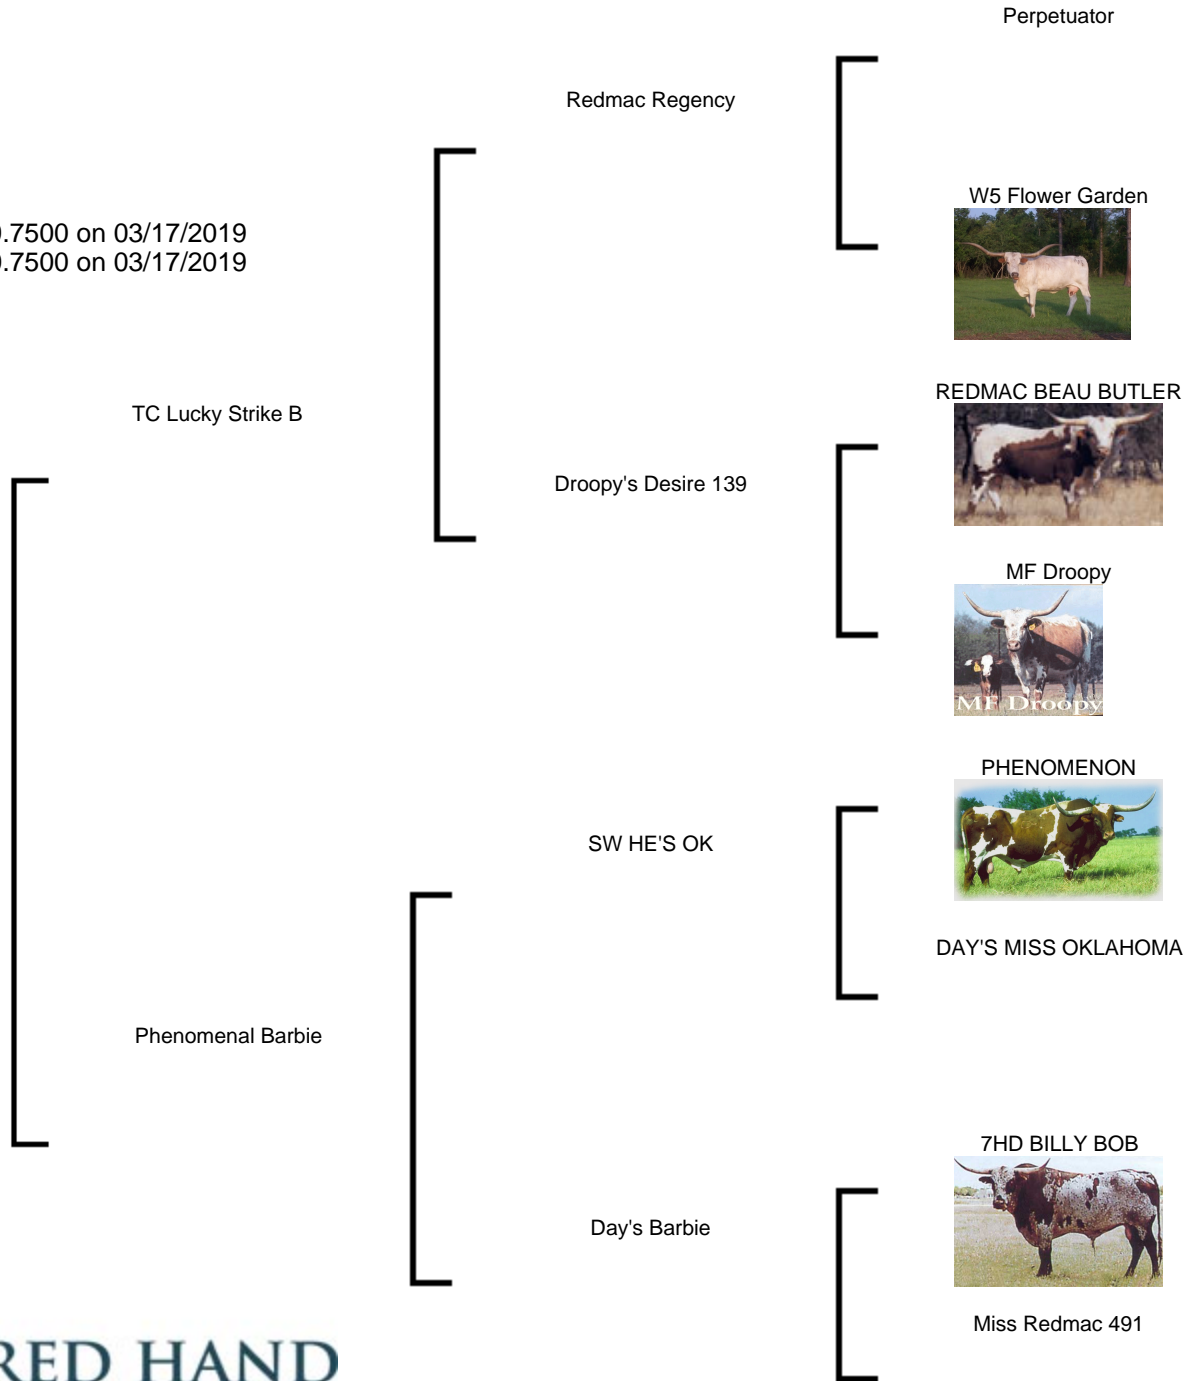 Perpetuator
Redmac Regency
W5 Flower Garden
.7500 on 03/17/2019
.7500 on 03/17/2019
REDMAC BEAU BUTLER
TC Lucky Strike B
Droopy's Desire 139
MF Droopy
MF Droopy
PHENOMENON
SW HE'S OK
DAY'S MISS OKLAHOMA
Phenomenal Barbie
7HD BILLY BOB
Day's Barbie
Miss Redmac 491
RED HAND